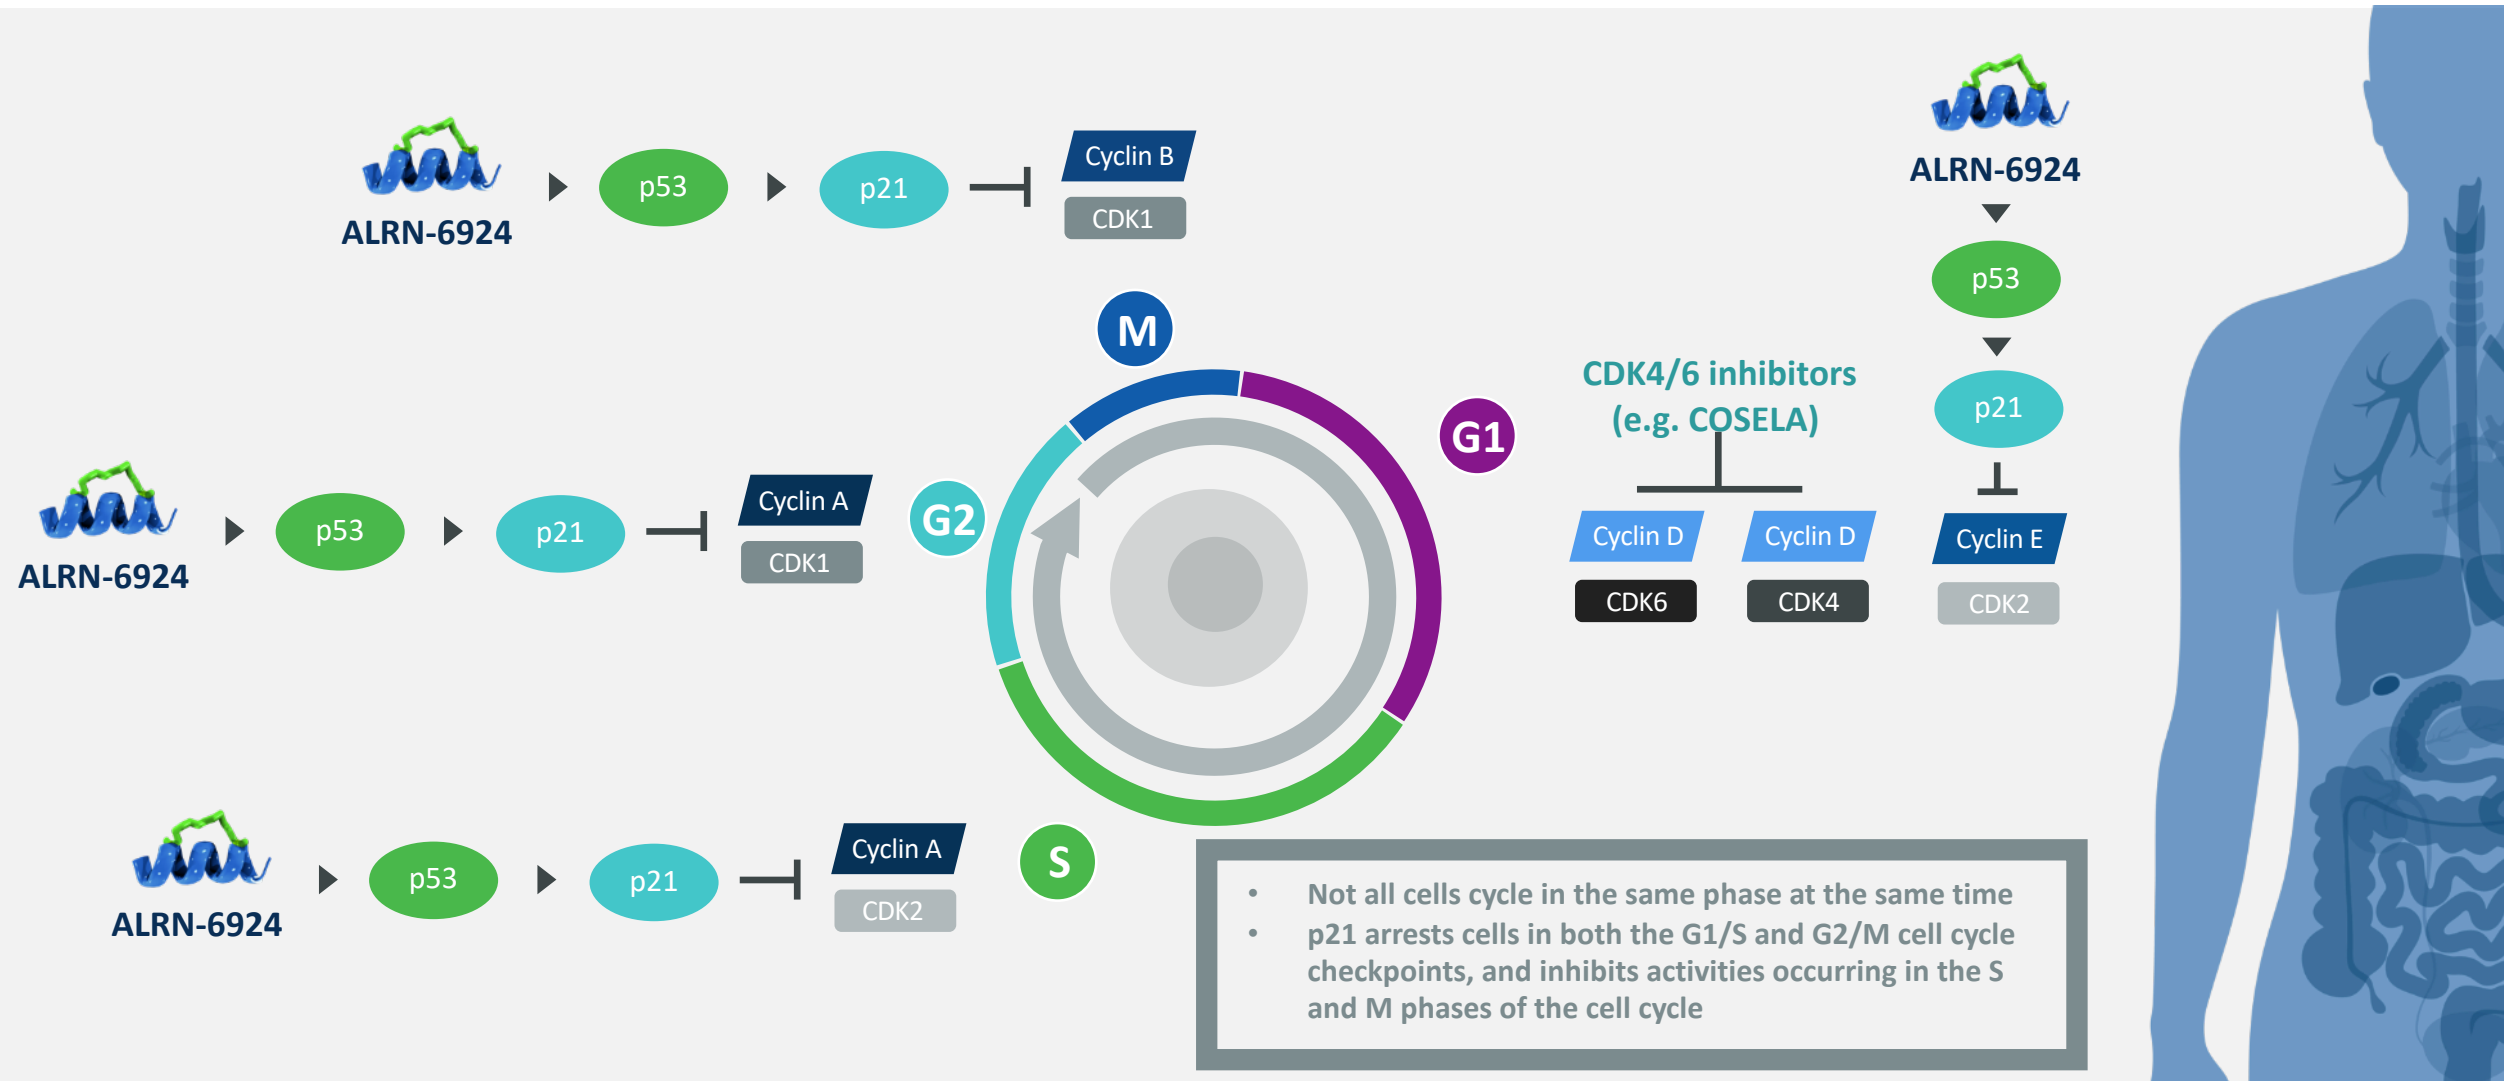 ALRN-6924
p53
p21
Cyclin B
CDK1
ALRN-6924
p53
p21
CDK4/6 inhibitors
(e.g. COSELA)
Cyclin D
CDK6
Cyclin D
CDK4
Cyclin E
CDK2
M
G1
G2
S
ALRN-6924
p53
p21
Cyclin A
CDK1
ALRN-6924
p53
p21
Cyclin A
CDK2
• Not all cells cycle in the same phase at the same time
• p21 arrests cells in both the G1/S and G2/M cell cycle
checkpoints, and inhibits activities occurring in the S
and M phases of the cell cycle